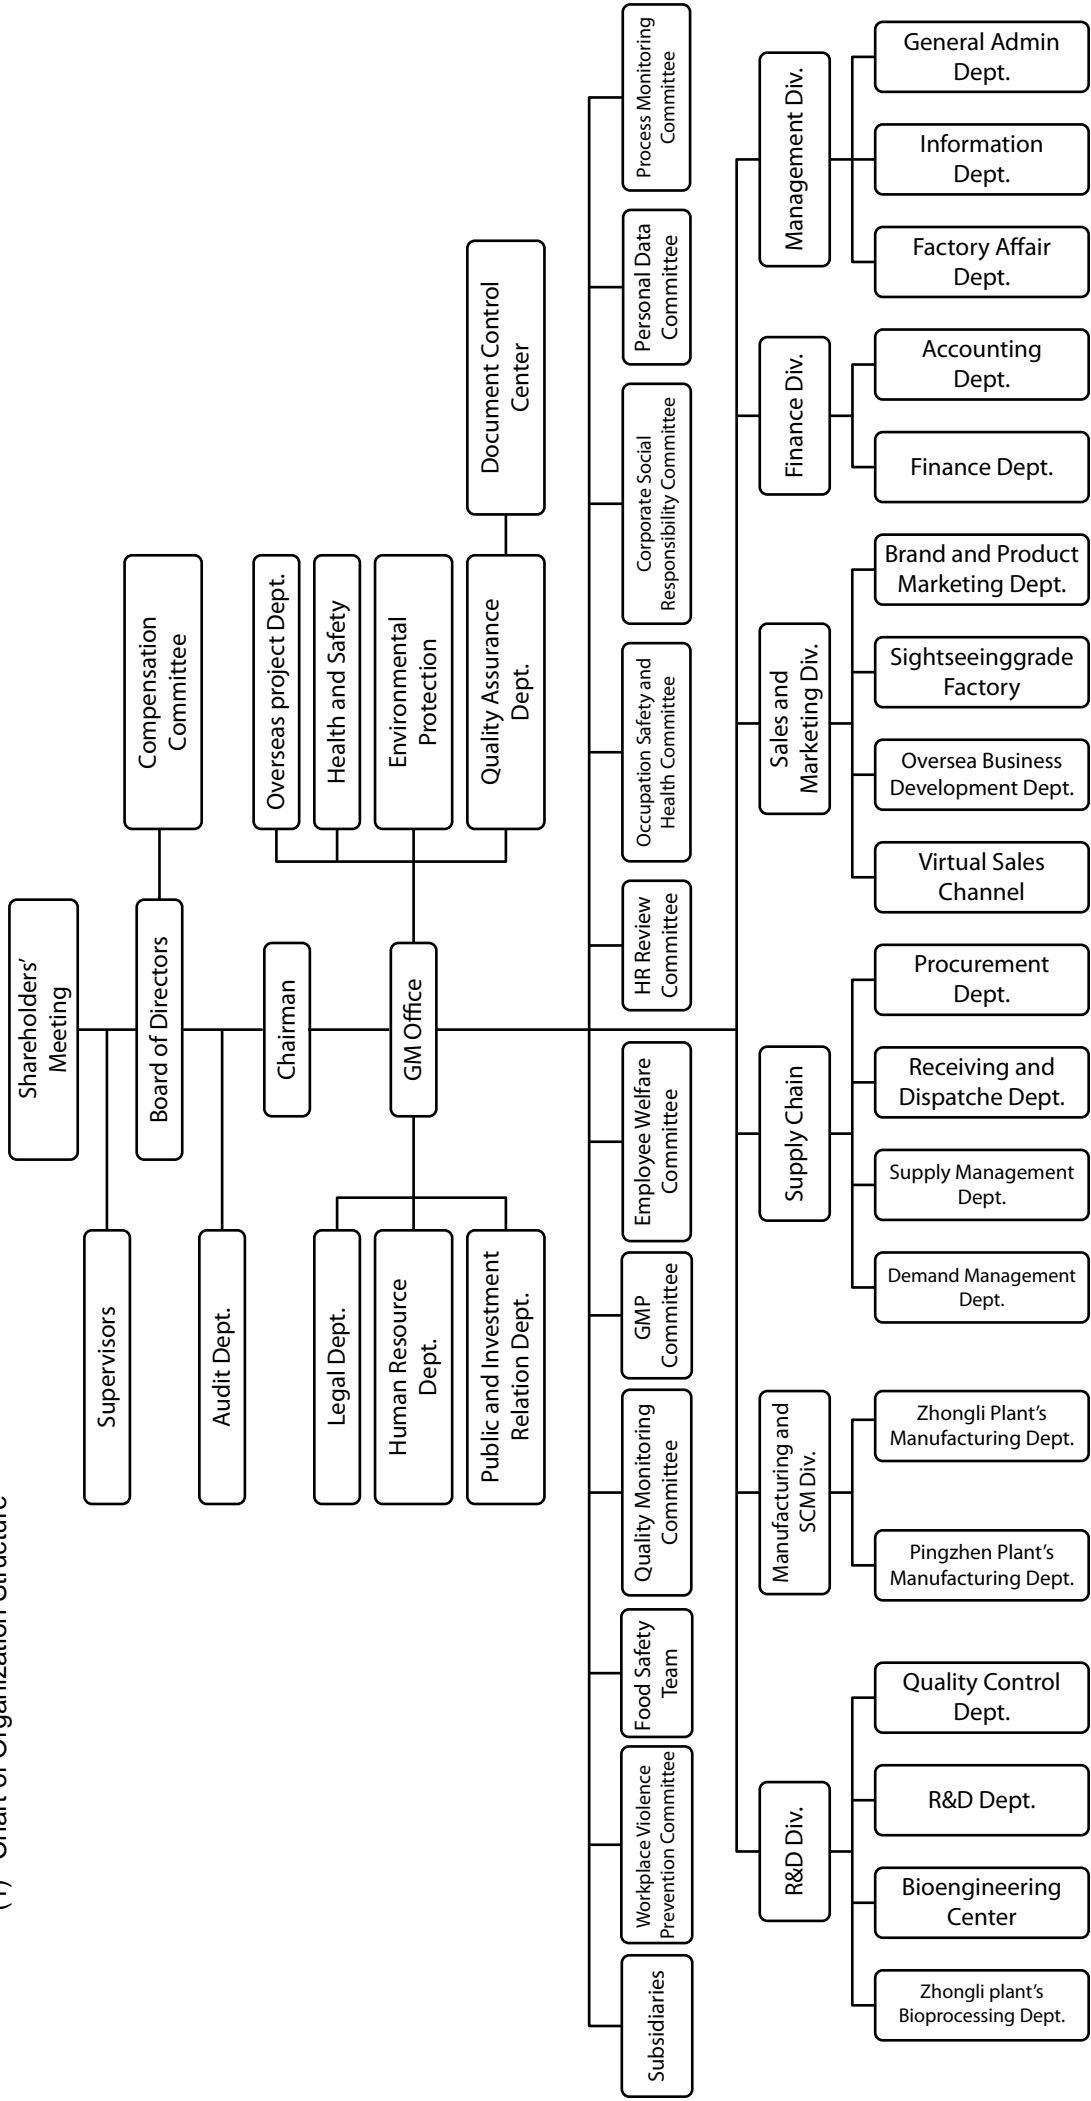 (1) Chart of Organization Structure
Shareholders’
Meeting
Supervisors
Board of Directors
Compensation
Committee
Audit Dept.
Chairman
GM Office
Legal Dept.
Human Resource
Dept.
Public and Investment
Relation Dept.
Overseas project Dept.
Health and Safety
Environmental
Protection
Quality Assurance
Dept.
Document Control
Center
Subsidiaries
Workplace Violence
Prevention Committee
Food Safety
Team
Quality Monitoring
Committee
GMP
Committee
Employee Welfare
Committee
HR Review
Committee
Occupation Safety and
Health Committee
Corporate Social
Responsibility Committee
Personal Data
Committee
Process Monitoring
Committee
R&D Div.
Manufacturing and
SCM Div.
Supply Chain
Sales and
Marketing Div.
Finance Div.
Management Div.
Zhongli plant’s
Bioprocessing Dept.
Bioengineering
Center
R&D Dept.
Quality Control
Dept.
Pingzhen Plant’s
Manufacturing Dept.
Zhongli Plant’s
Manufacturing Dept.
Demand Management
Dept.
Supply Management
Dept.
Receiving and
Dispatche Dept.
Procurement
Dept.
Virtual Sales
Channel
Oversea Business
Development Dept.
Sightseeinggrade
Factory
Brand and Product
Marketing Dept.
Finance Dept.
Accounting
Dept.
Factory Affair
Dept.
Information
Dept.
General Admin
Dept.